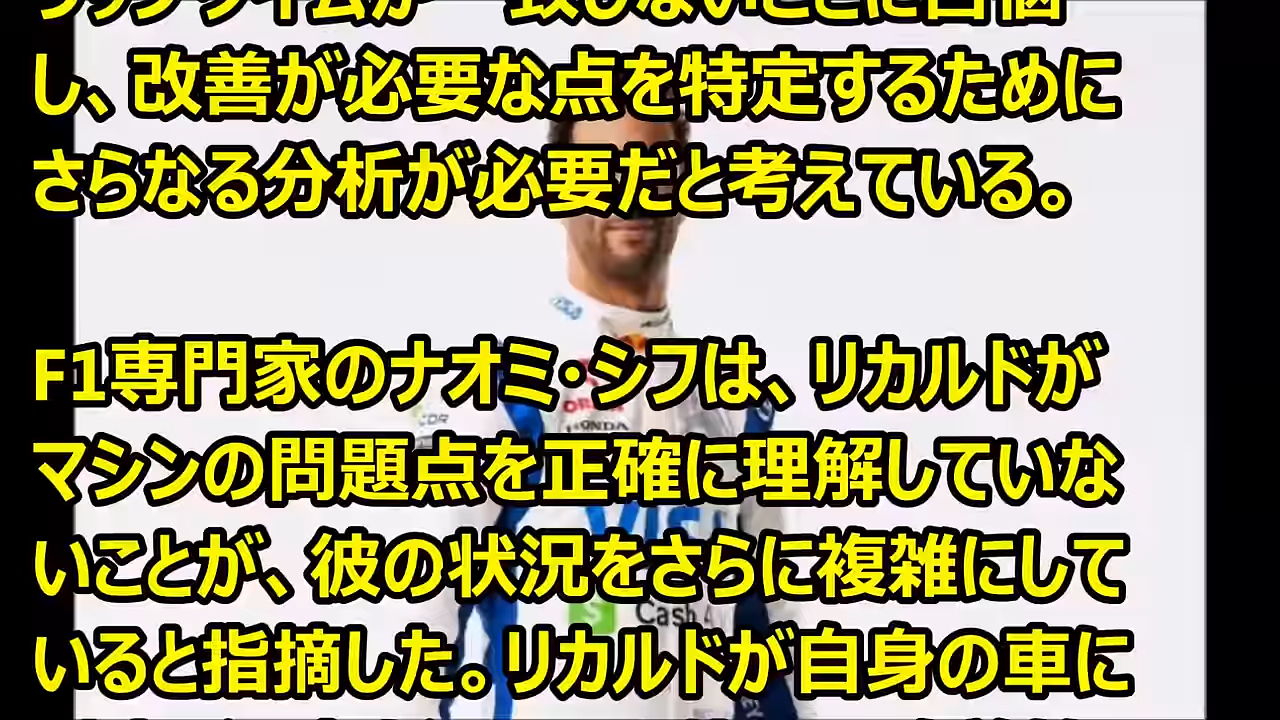 し、改善が必要な点を特定するために
さらなる分析が必要だと考えている。
F1専門家のナオミ・シフは、リカルドが
マシンの問題点を正確に理解していな
いことが、彼の状況をさらに複雑にして
いると指摘した。リカルドが自身の車に
VISA
HONDA
VISA
Cash